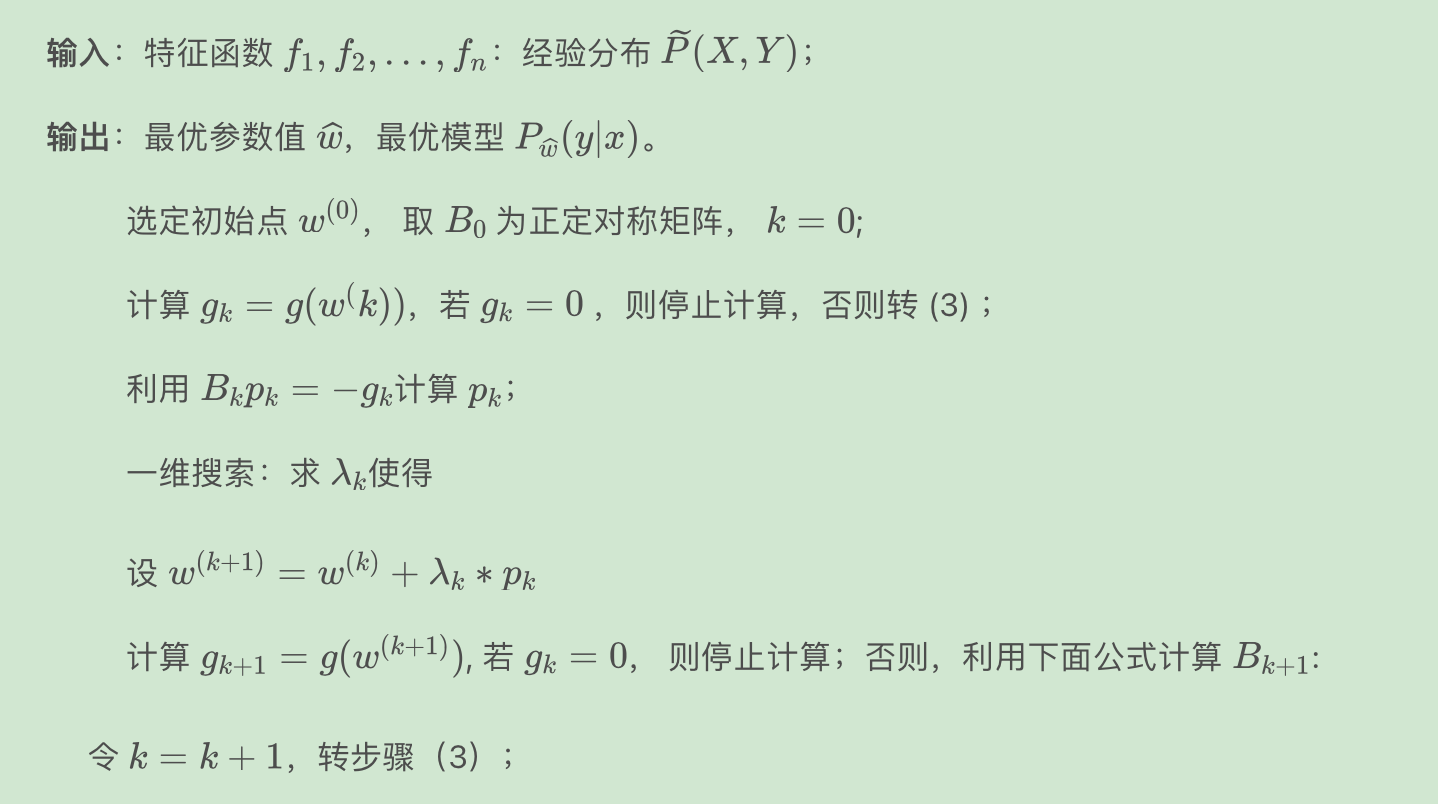 输入：特征函数 $f_1, f_2, \ldots, f_n$：经验分布 $\widetilde{P}(X, Y)$；
输出：最优参数值 $\widehat{w}$，最优模型 $P_{\widehat{w}}(y|x)$。
选定初始点 $w^{(0)}$， 取 $B_0$ 为正定对称矩阵， $k = 0$;
计算 $g_k = g(w^(k))$，若 $g_k = 0$ ，则停止计算，否则转 (3) ；
利用 $B_k p_k = -g_k$计算 $p_k$；
一维搜索：求 $\lambda_k$使得
设 $w^{(k+1)} = w^{(k)} + \lambda_k * p_k$
计算 $g_{k+1} = g(w^{(k+1)})$, 若 $g_k = 0$， 则停止计算；否则，利用下面公式计算 $B_{k+1}$:
令 $k = k + 1$，转步骤（3）；